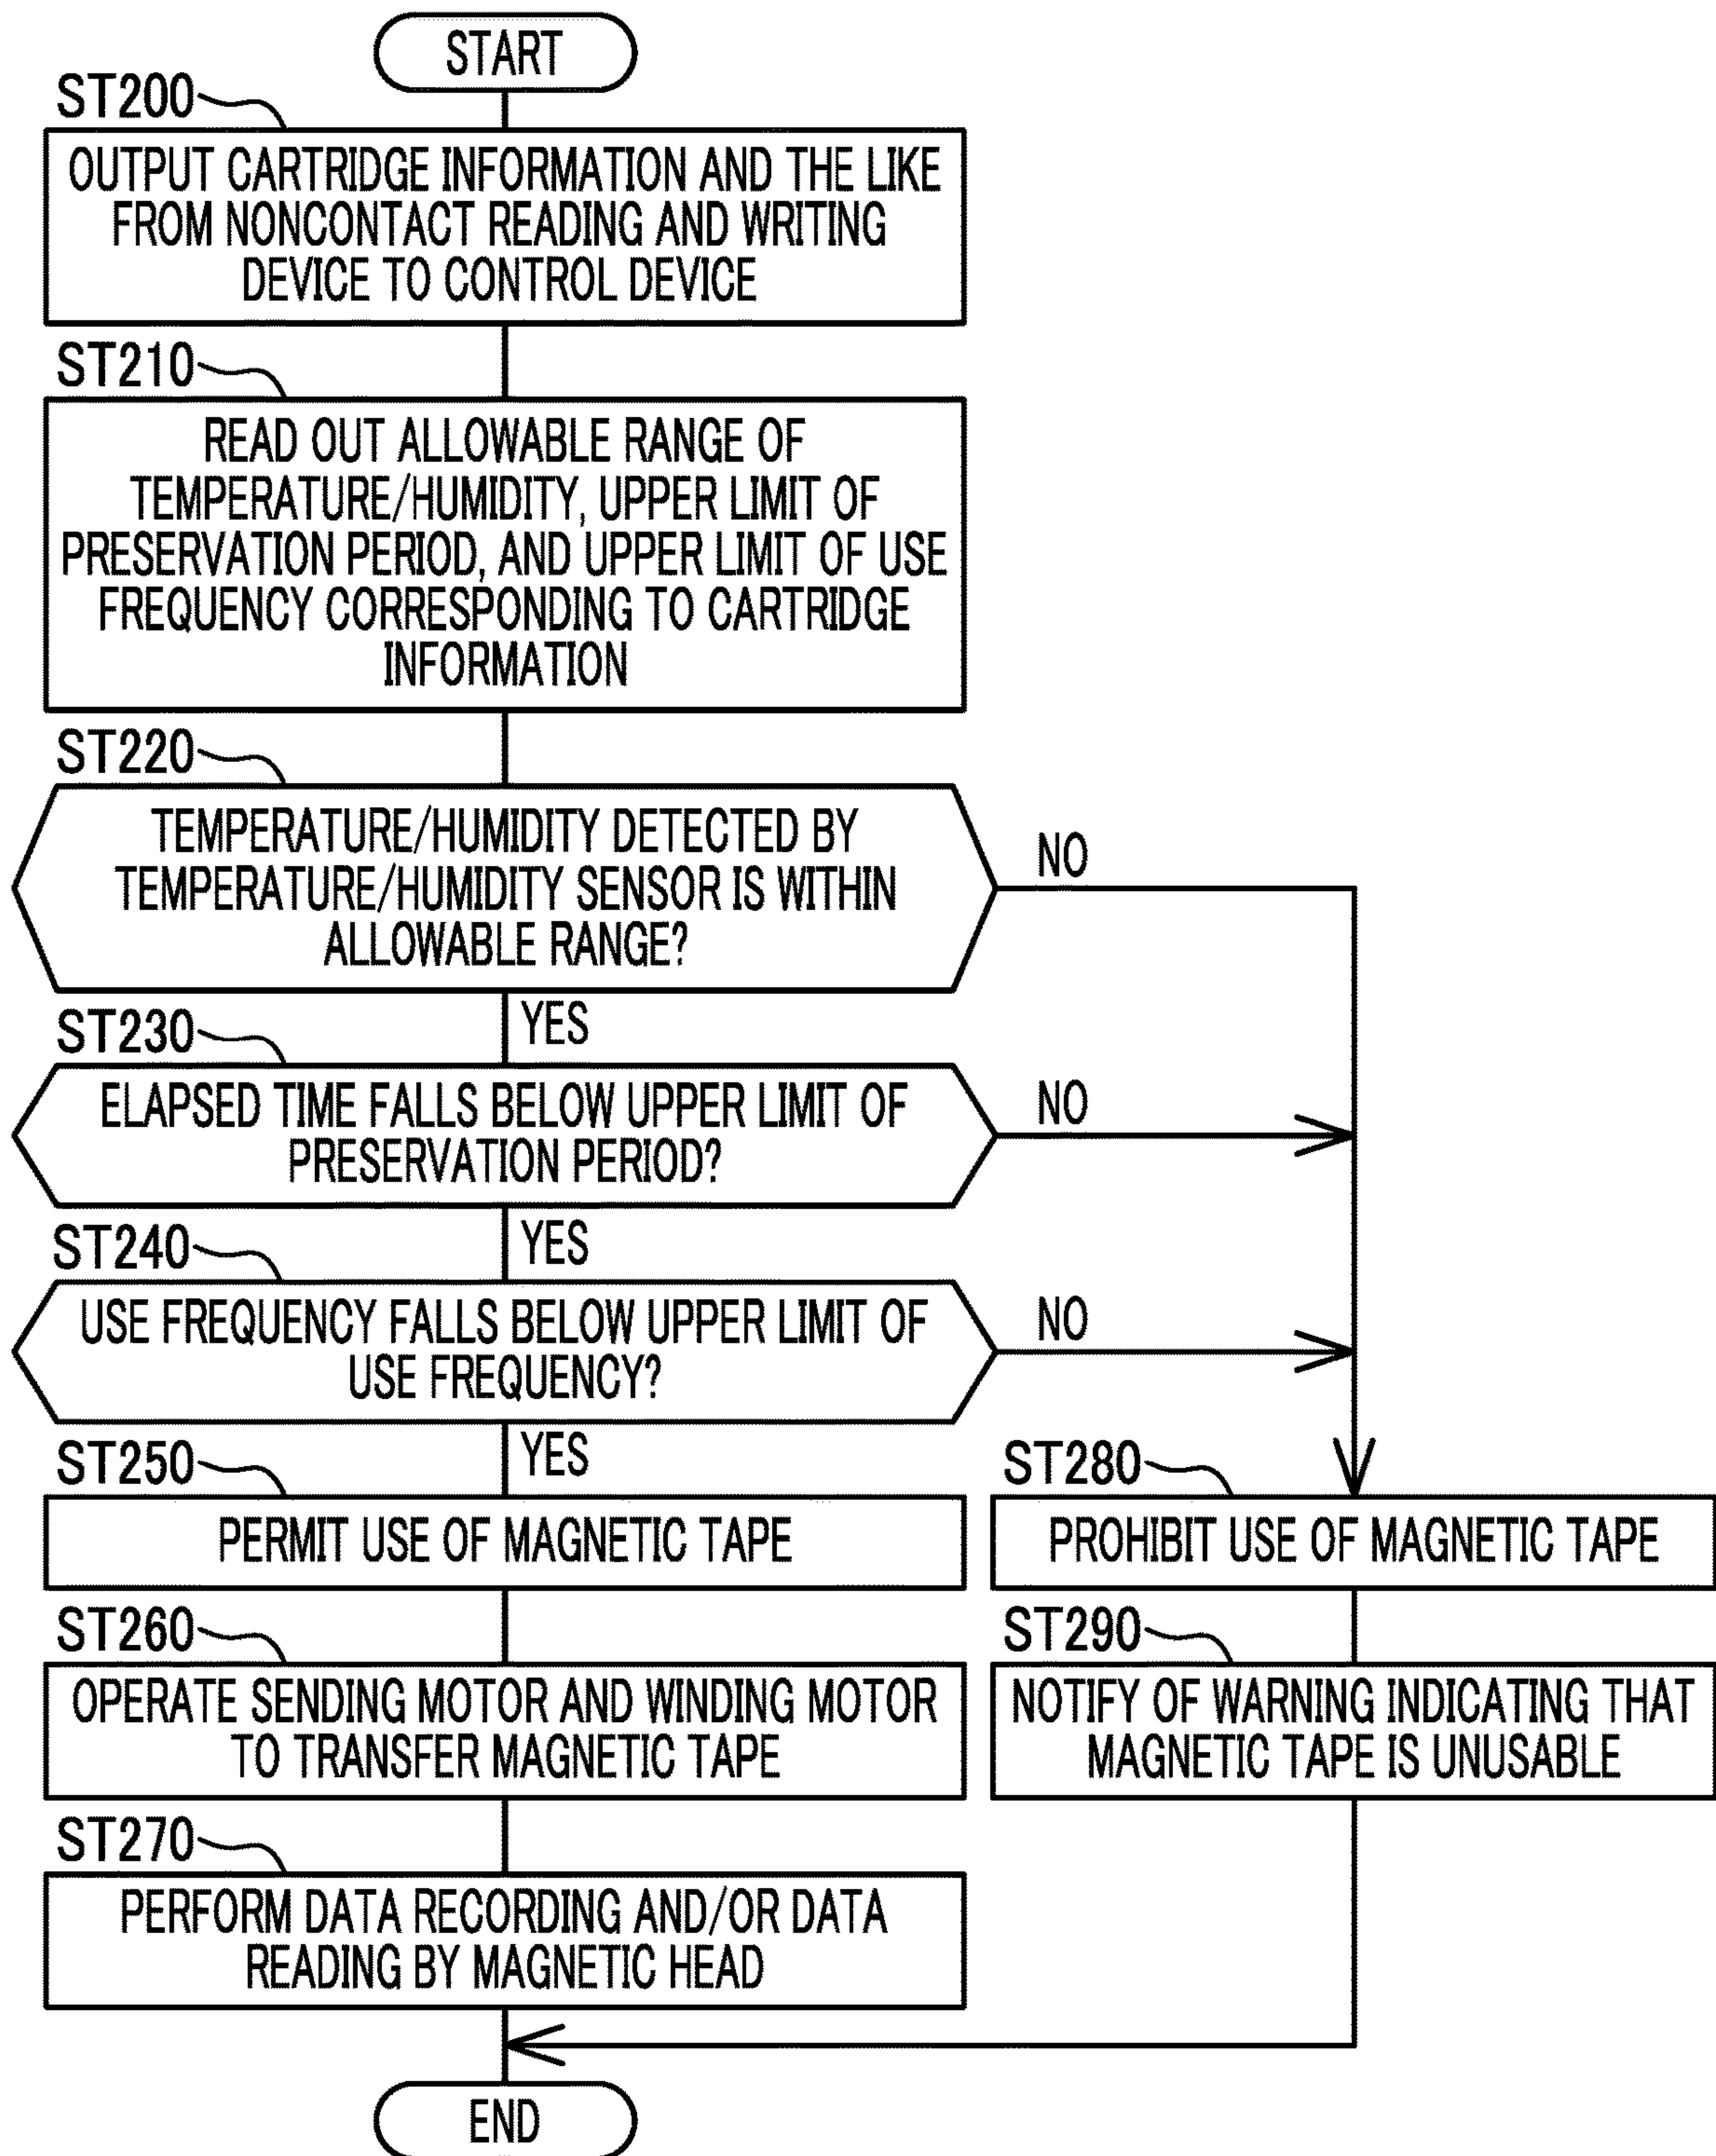 START
ST200
OUTPUT CARTRIDGE INFORMATION AND THE LIKE
FROM NONCONTACT READING AND WRITING
DEVICE TO CONTROL DEVICE
ST210
READ OUT ALLOWABLE RANGE OF
TEMPERATURE/HUMIDITY, UPPER LIMIT OF
PRESERVATION PERIOD, AND UPPER LIMIT OF USE
FREQUENCY CORRESPONDING TO CARTRIDGE
INFORMATION
ST220
TEMPERATURE/HUMIDITY DETECTED BY
TEMPERATURE/HUMIDITY SENSOR IS WITHIN
ALLOWABLE RANGE?
NO
YES
ST230
ELAPSED TIME FALLS BELOW UPPER LIMIT OF
PRESERVATION PERIOD?
NO
YES
ST240
USE FREQUENCY FALLS BELOW UPPER LIMIT OF
USE FREQUENCY?
NO
YES
ST250
PERMIT USE OF MAGNETIC TAPE
ST280
PROHIBIT USE OF MAGNETIC TAPE
ST260
OPERATE SENDING MOTOR AND WINDING MOTOR
TO TRANSFER MAGNETIC TAPE
ST290
NOTIFY OF WARNING INDICATING THAT
MAGNETIC TAPE IS UNUSABLE
ST270
PERFORM DATA RECORDING AND/OR DATA
READING BY MAGNETIC HEAD
END